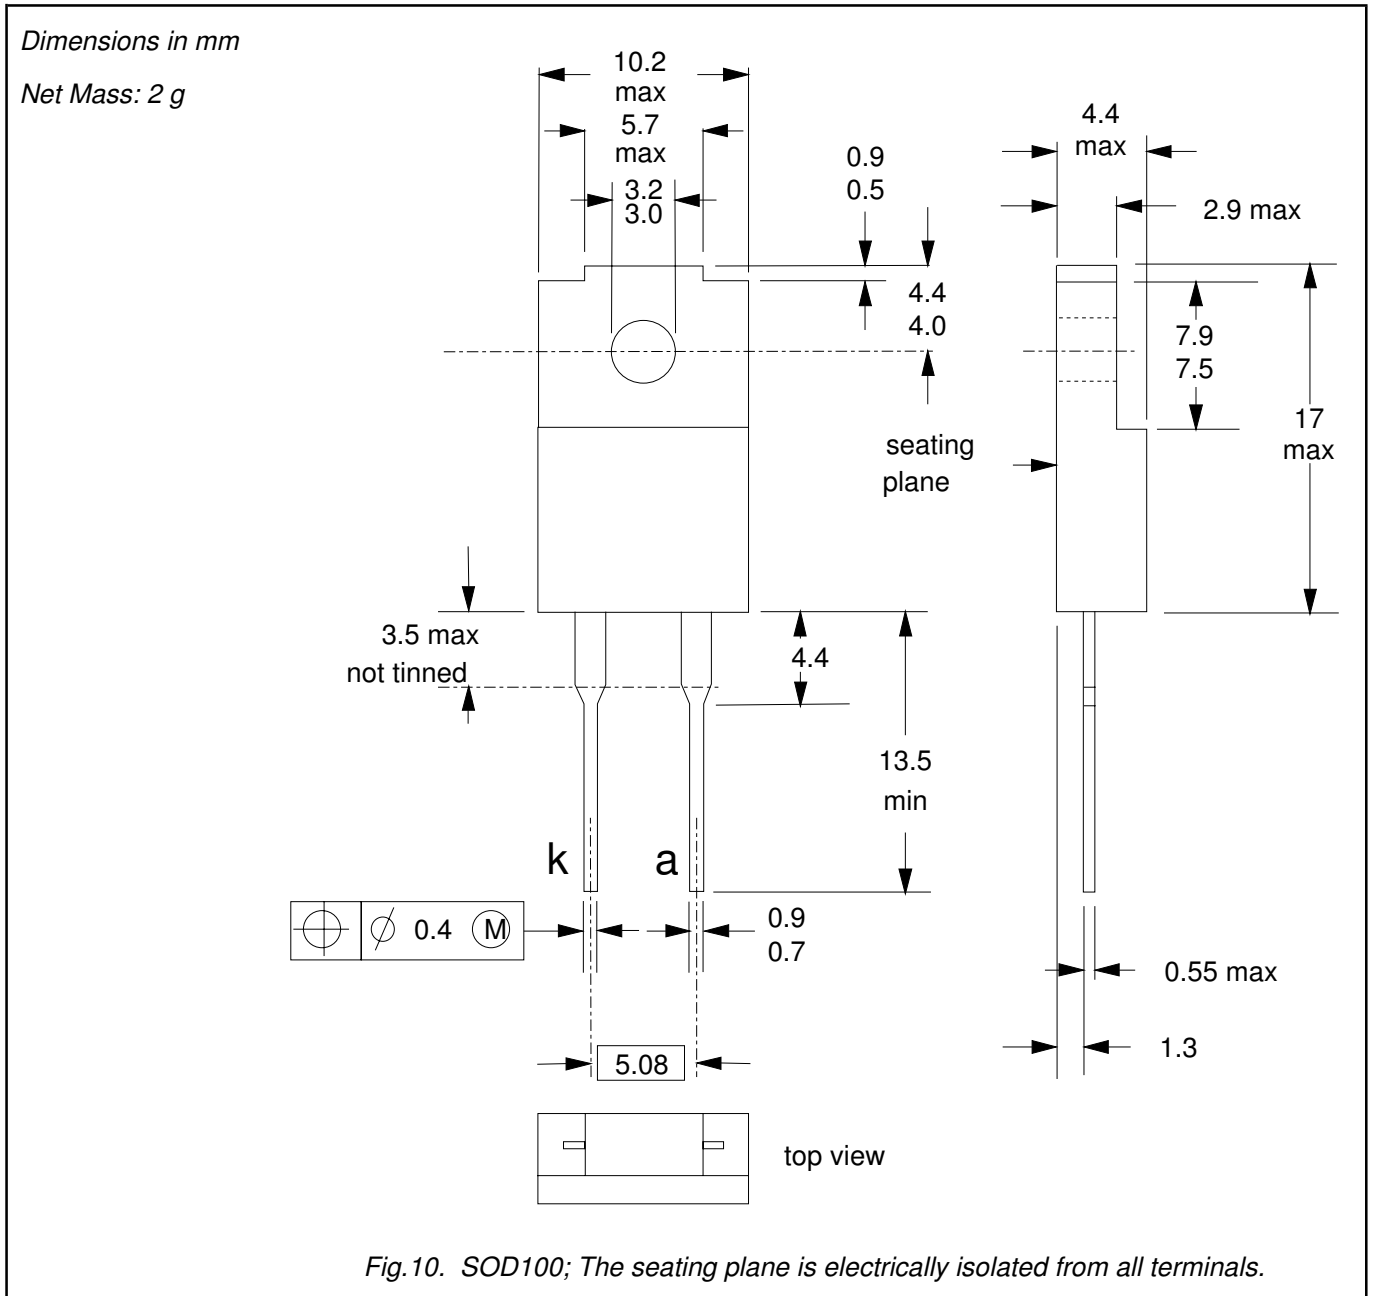 Dimensions in mm
Net Mass: 2 g
10.2
max
5.7
max
3.2
3.0
0.9
0.5
4.4
4.0
4.4
max
2.9 max
7.9
7.5
17
max
seating
plane
3.5 max
not tinned
4.4
13.5
min
k
a
⌖ ⌀ 0.4 Ⓜ
0.9
0.7
0.55 max
5.08
1.3
top view
Fig.10. SOD100; The seating plane is electrically isolated from all terminals.